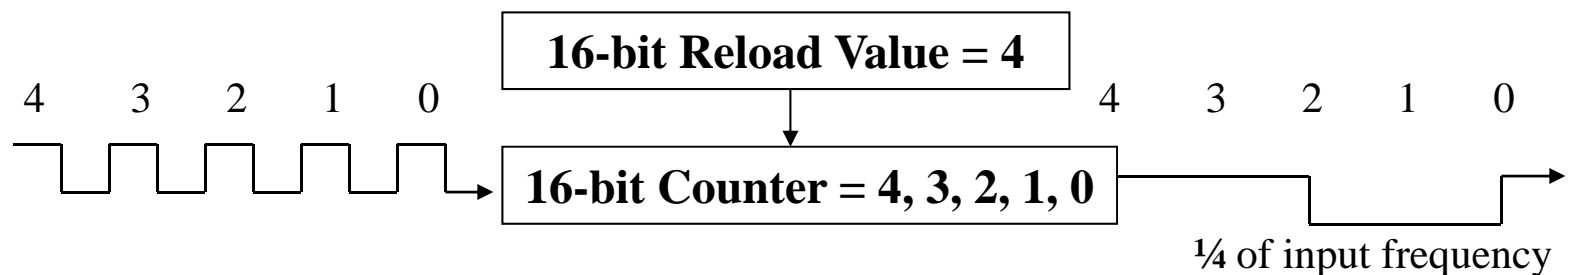 16-bit Reload Value = 4
4 3 2 1 0
4 3 2 1 0
16-bit Counter = 4, 3, 2, 1, 0
¼ of input frequency